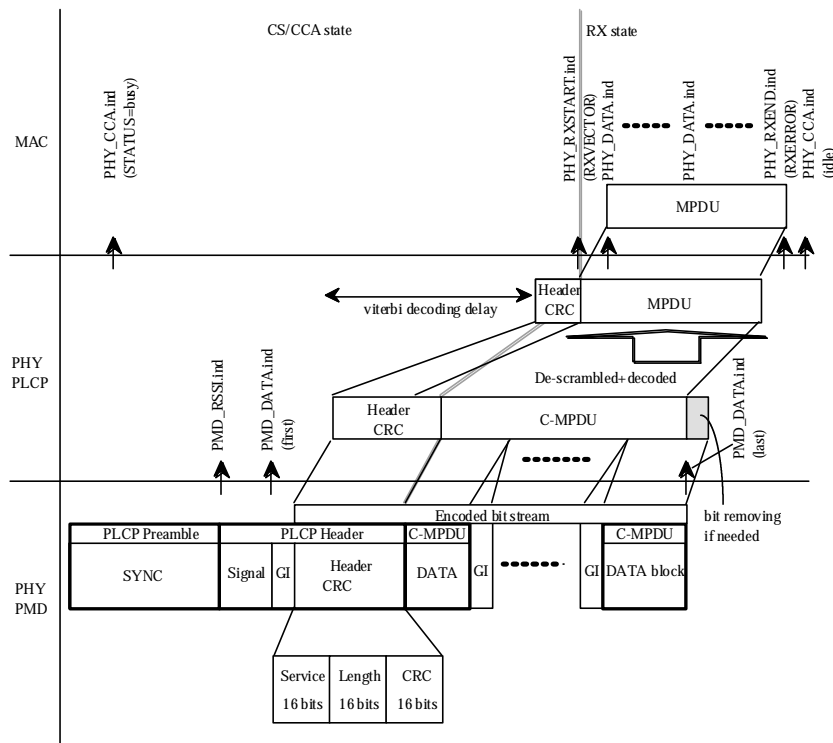 CS/CCA state
RX state
PHY_CCA.ind
(STATUS=busy)
PHY_RXSTART.ind
(RXVECTOR)
PHY_DATA.ind
PHY_DATA.ind
PHY_RXEND.ind
(RXERROR)
PHY_CCA.ind
(idle)
MAC
MPDU
Header
CRC
MPDU
viterbi decoding delay
PHY
PLCP
De-scrambled+decoded
PMD_RSSI.ind
PMD_DATA.ind
(first)
Header
CRC
C-MPDU
PMD_DATA.ind
(last)
Encoded bit stream
bit removing
if needed
PLCP Preamble
PLCP Header
C-MPDU
C-MPDU
PHY
PMD
SYNC
Signal
GI
Header
CRC
DATA
GI
GI
DATA block
Service
16 bits
Length
16 bits
CRC
16 bits